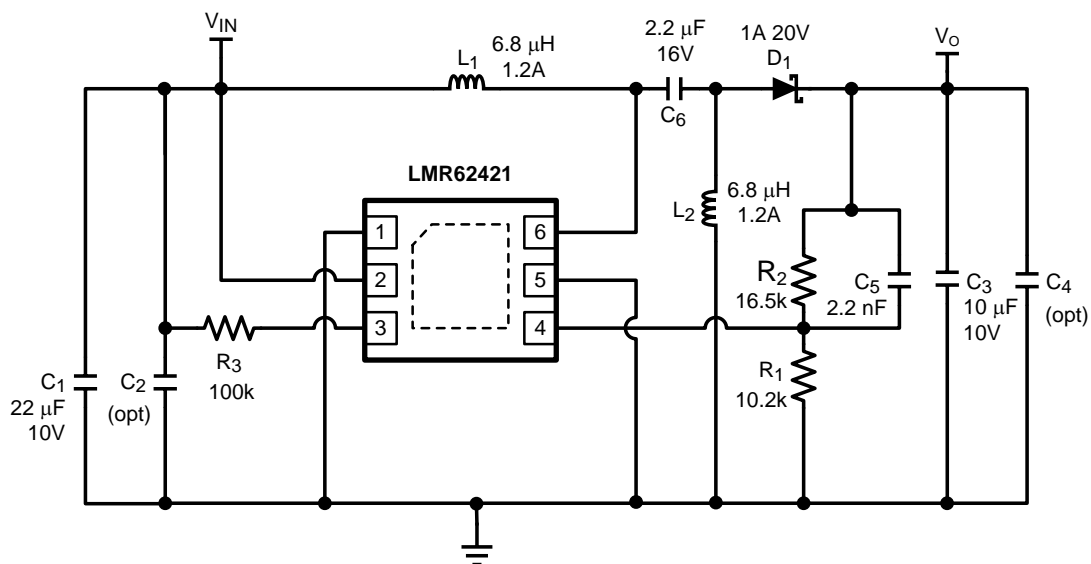 VIN
L1
6.8 μH
1.2A
2.2 μF
16V
C6
1A 20V
D1
VO
LMR62421
1
2
3
6
5
4
L2
6.8 μH
1.2A
R2
16.5k
C5
2.2 nF
C3
10 μF
10V
C4
(opt)
R3
100k
R1
10.2k
C1
22 μF
10V
C2
(opt)